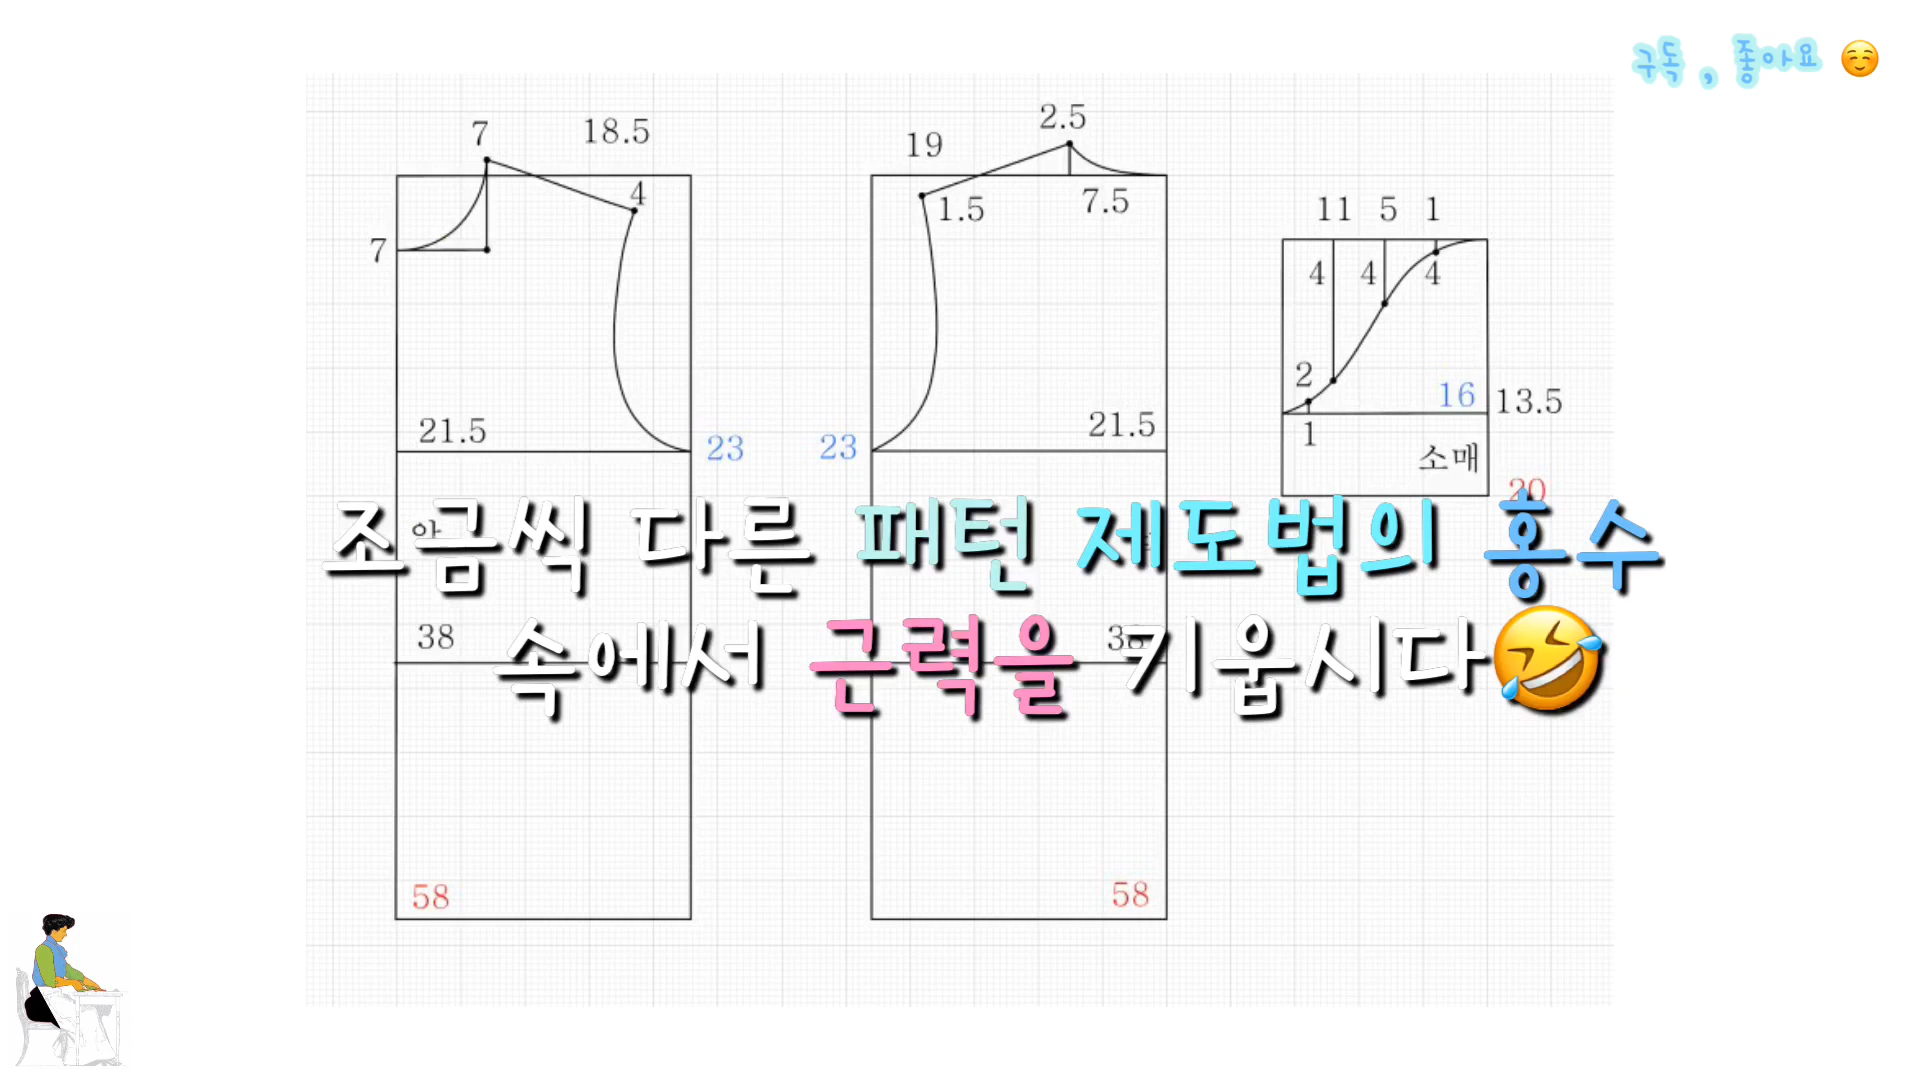 구독, 좋아요 ☺️
7
18.5
4
7
21.5
23
앞
38
58
19
2.5
1.5
7.5
23
21.5
58
11 5 1
4 4 4
2
16
13.5
1
소매
20
조금씩 다른 패턴 제도법의 홍수
속에서 근력을 키웁시다🤣